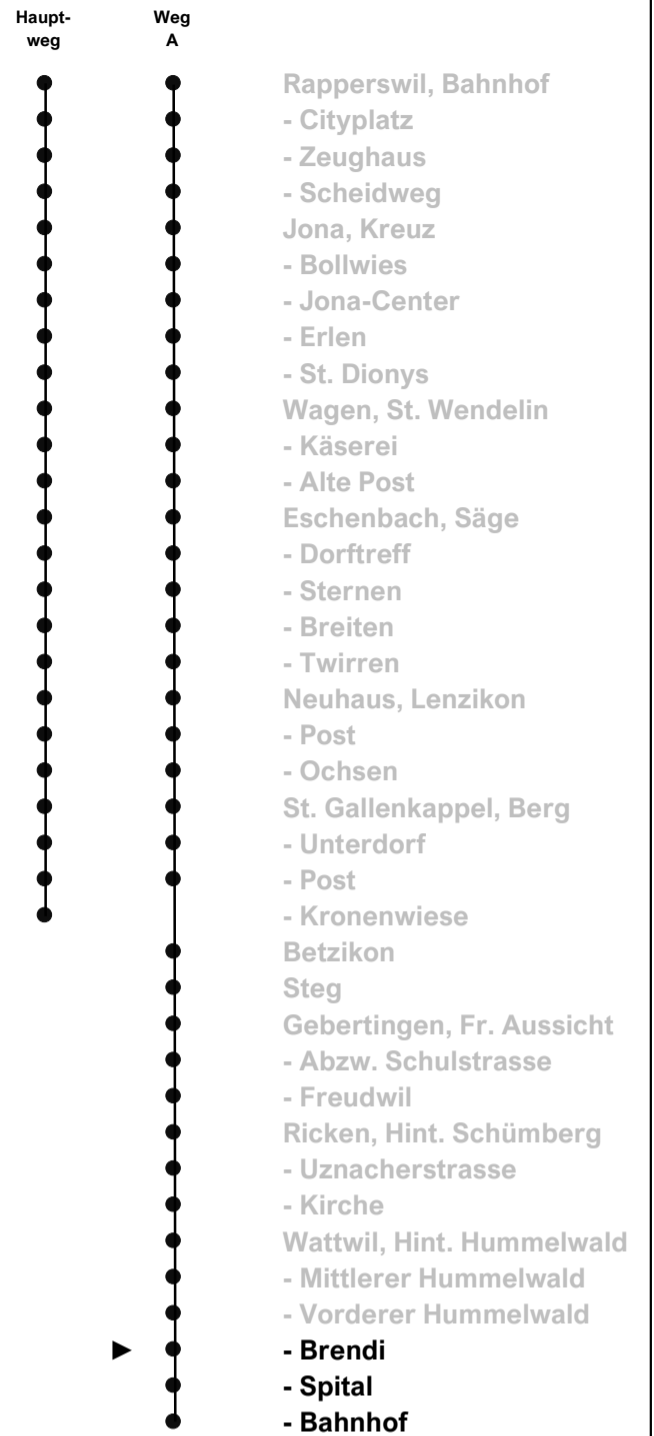 Haupt-
weg
Weg
A
Rapperswil, Bahnhof
- Cityplatz
- Zeughaus
- Scheidweg
Jona, Kreuz
- Bollwies
- Jona-Center
- Erlen
- St. Dionys
Wagen, St. Wendelin
- Käserei
- Alte Post
Eschenbach, Säge
- Dorftreff
- Sternen
- Breiten
- Twirren
Neuhaus, Lenzikon
- Post
- Ochsen
St. Gallenkappel, Berg
- Unterdorf
- Post
- Kronenwiese
Betzikon
Steg
Gebertingen, Fr. Aussicht
- Abzw. Schulstrasse
- Freudwil
Ricken, Hint. Schümberg
- Uznacherstrasse
- Kirche
Wattwil, Hint. Hummelwald
- Mittlerer Hummelwald
- Vorderer Hummelwald
- Brendi
- Spital
- Bahnhof